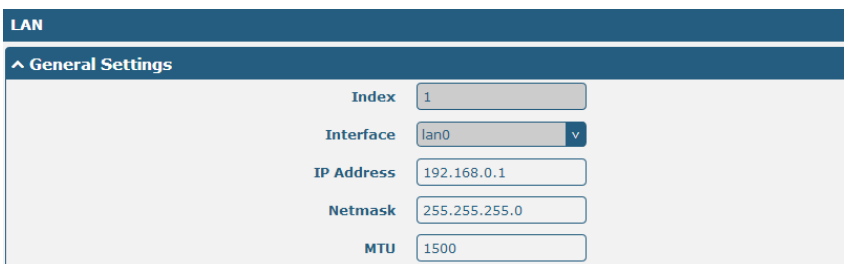 LAN
General Settings
Index 1
Interface lan0 v
IP Address 192.168.0.1
Netmask 255.255.255.0
MTU 1500